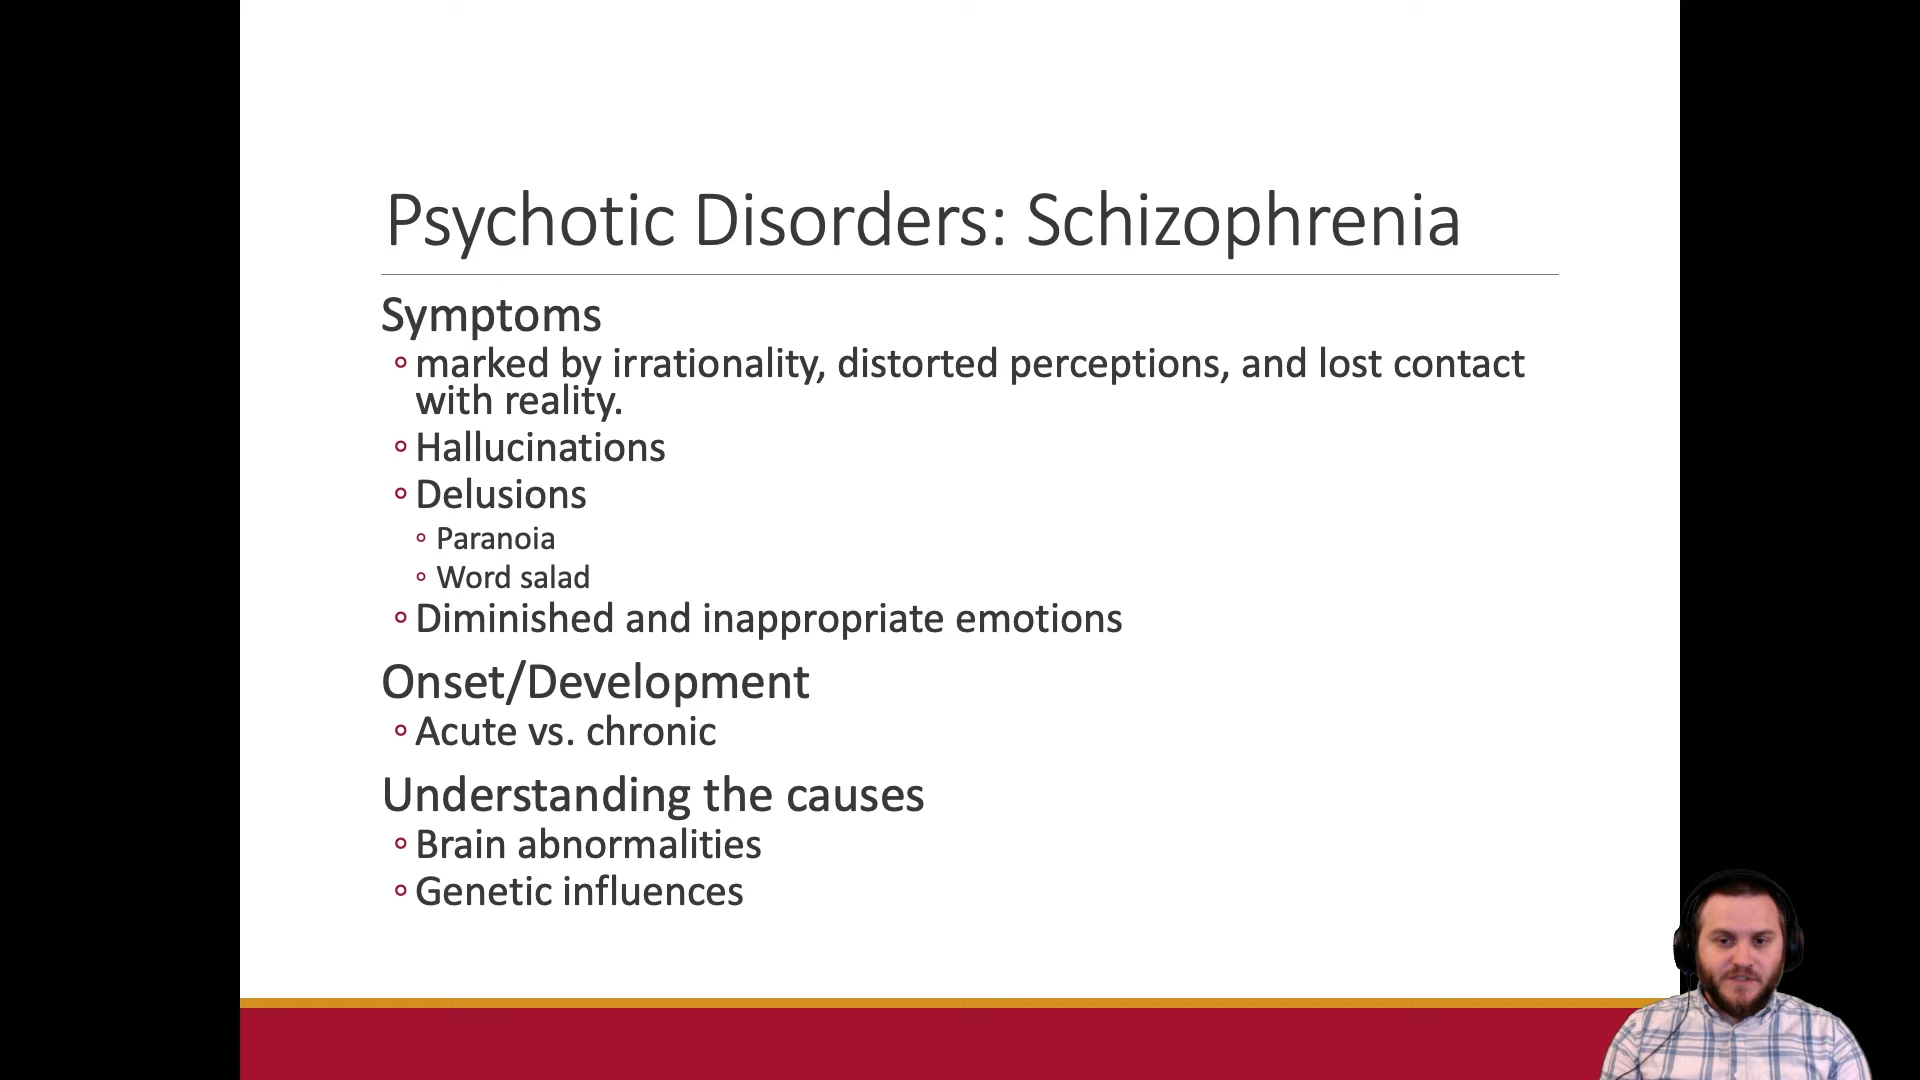 Psychotic Disorders: Schizophrenia
Symptoms
◦ marked by irrationality, distorted perceptions, and lost contact
with reality.
◦ Hallucinations
◦ Delusions
◦ Paranoia
◦ Word salad
◦ Diminished and inappropriate emotions
Onset/Development
◦ Acute vs. chronic
Understanding the causes
◦ Brain abnormalities
◦ Genetic influences